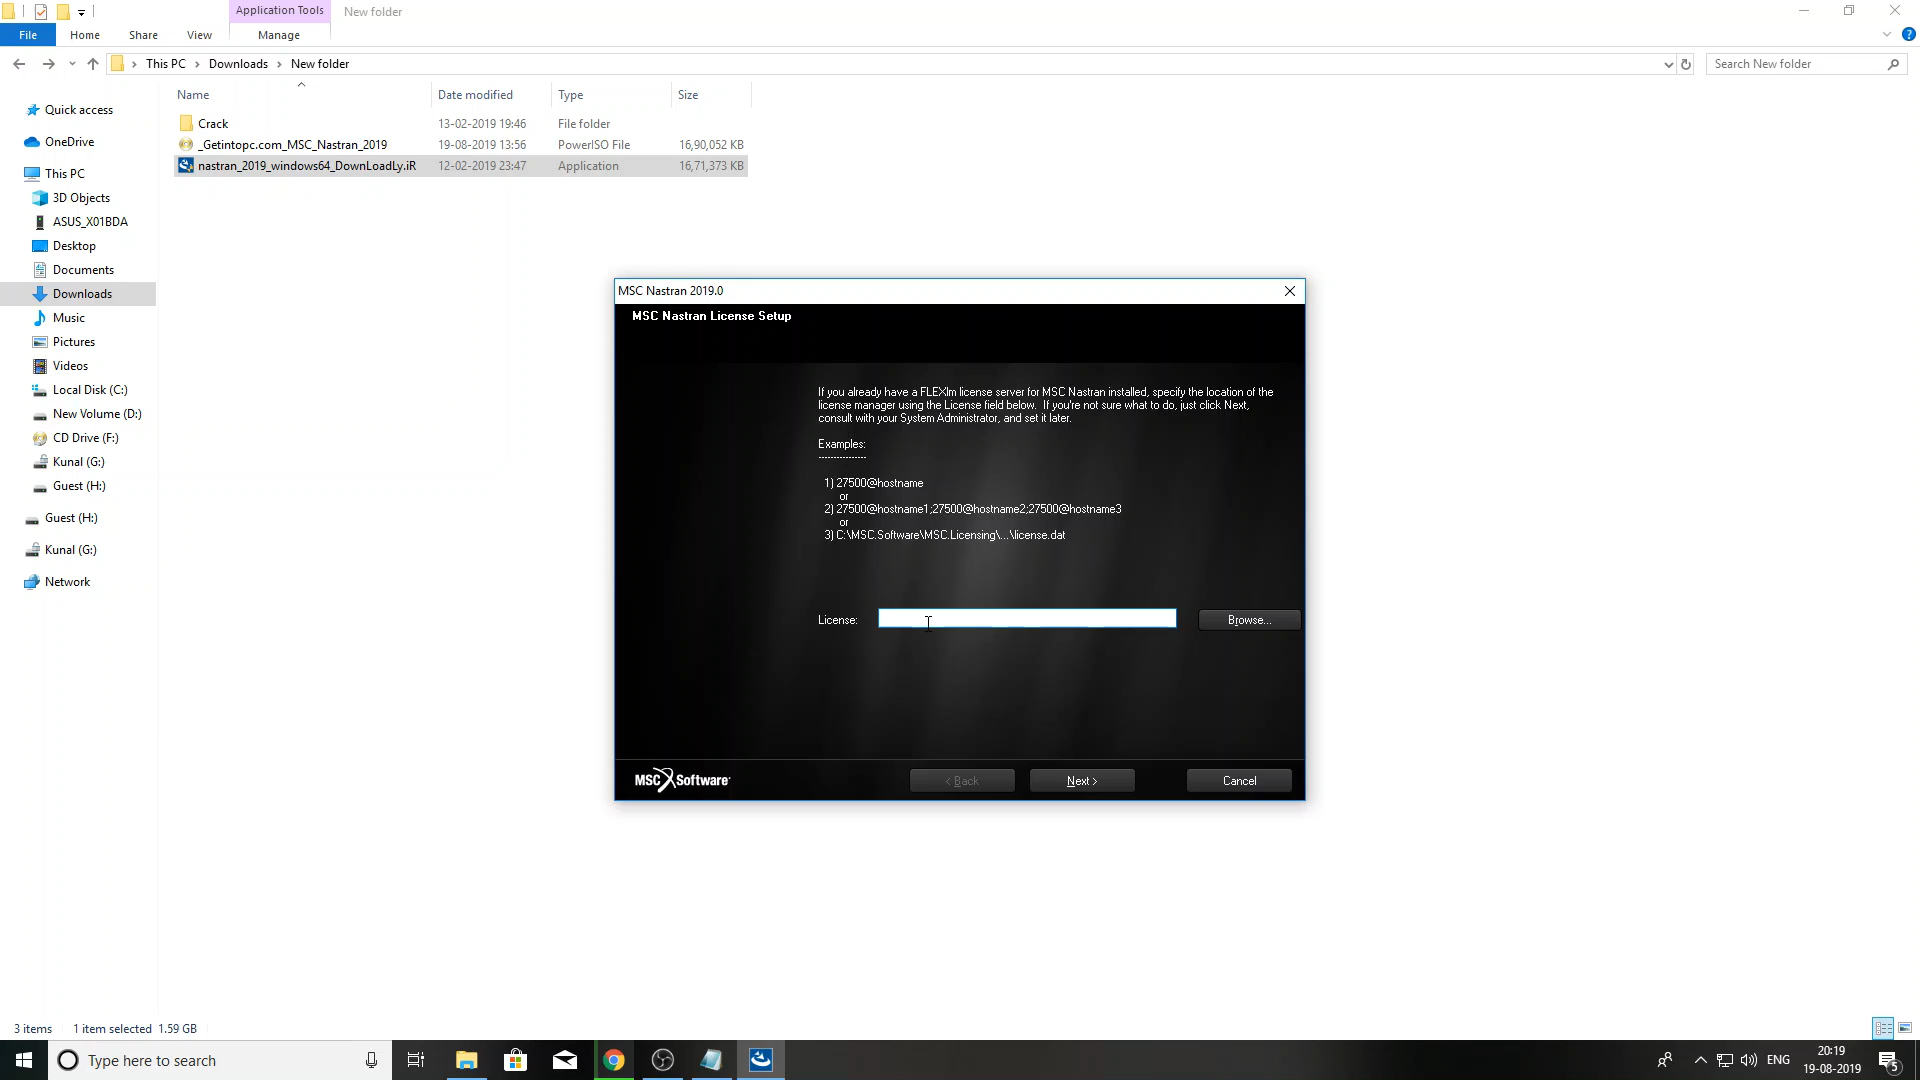 Application Tools
New folder
File
Home
Share
View
Manage
This PC
Downloads
New folder
Search New folder
Name
Date modified
Type
Size
Crack
13-02-2019 19:46
File folder
_Getintopc.com_MSC_Nastran_2019
19-08-2019 13:56
PowerISO File
16,90,052 KB
nastran_2019_windows64_DownLoadLy.iR
12-02-2019 23:47
Application
16,71,373 KB
Quick access
OneDrive
This PC
3D Objects
ASUS_X01BDA
Desktop
Documents
Downloads
Music
Pictures
Videos
Local Disk (C:)
New Volume (D:)
CD Drive (F:)
Kunal (G:)
Guest (H:)
Guest (H:)
Kunal (G:)
Network
MSC Nastran 2019.0
MSC Nastran License Setup
If you already have a FLEXlm license server for MSC Nastran installed, specify the location of the
license manager using the License field below. If you're not sure what to do, just click Next,
consult with your System Administrator, and set it later.
Examples:
----------------
1) 27500@hostname
or
2) 27500@hostname1;27500@hostname2;27500@hostname3
or
3) C:\MSC.Software\MSC.Licensing\...\license.dat
License:
Browse...
MSC Software
< Back
Next >
Cancel
3 items
1 item selected 1.59 GB
Type here to search
ENG
20:19
19-08-2019
5